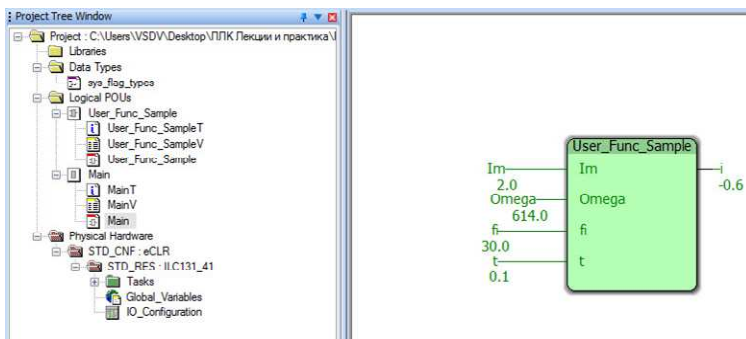 Project Tree Window
Project : C:\Users\VSDV\Desktop\ППК Лекции и практика\
Libraries
Data Types
sys_flag_types
Logical POUs
User_Func_Sample
User_Func_SampleT
User_Func_SampleV
User_Func_Sample
Main
MainT
MainV
Main
Physical Hardware
STD_CNF : eCLR
STD_RES : ILC131_41
Tasks
Global_Variables
IO_Configuration
User_Func_Sample
Im Im i
2.0 -0.6
Omega Omega
614.0
fi fi
30.0
t t
0.1